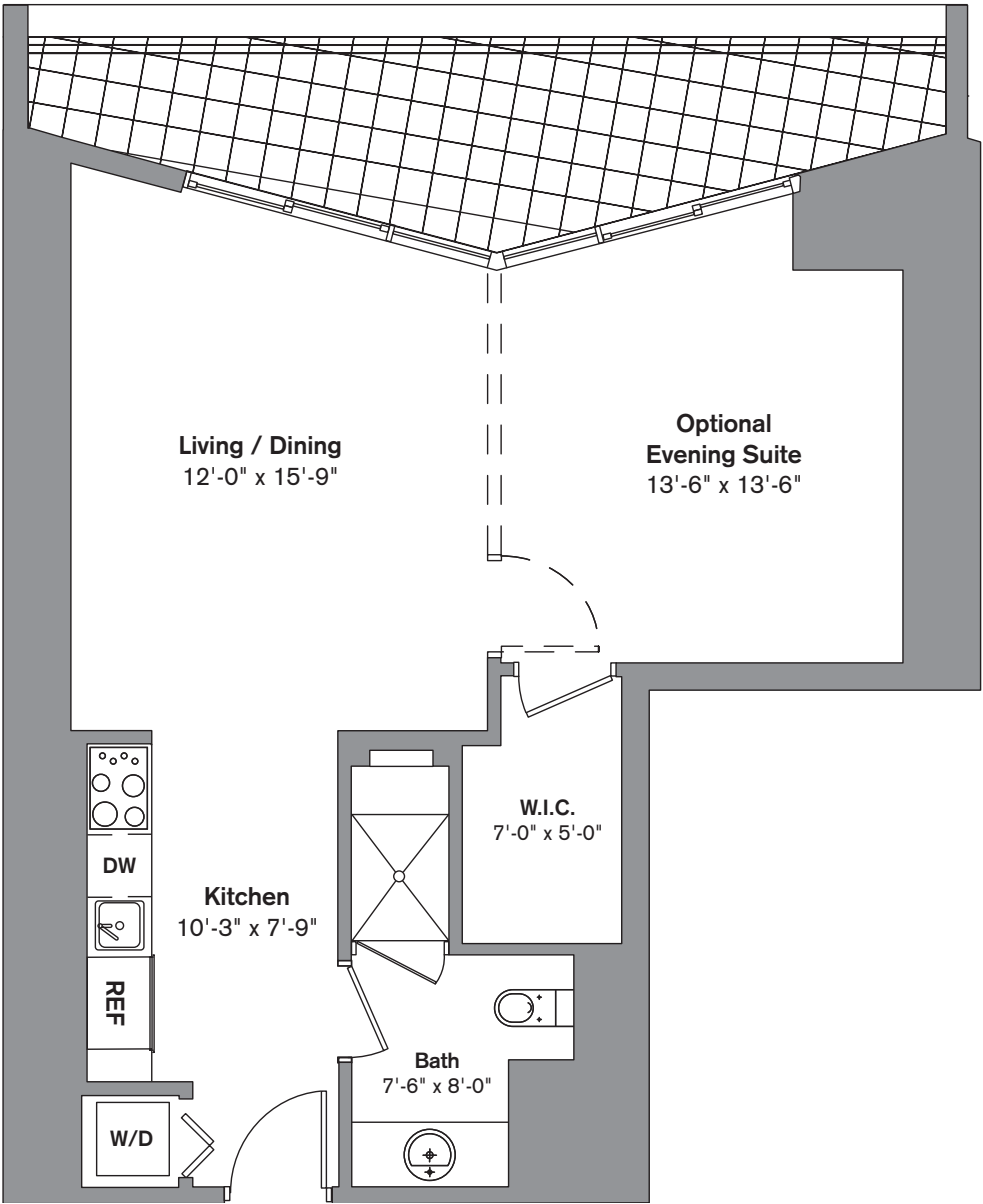 Living / Dining
12'-0" x 15'-9"
Optional
Evening Suite
13'-6" x 13'-6"
W.I.C.
7'-0" x 5'-0"
DW
Kitchen
10'-3" x 7'-9"
REF
Bath
7'-6" x 8'-0"
W/D